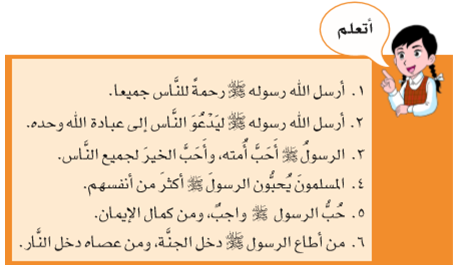 أتعلم
١. أرسل الله رسوله ﷺ رحمةً للنَّاس جميعا.
٢. أرسل الله رسوله ﷺ ليَدْعُوَ النَّاس إلى عبادة الله وحده.
٣. الرسولُ ﷺ أَحَبَّ أُمته، وأَحَبَّ الخيرَ لجميع النَّاس.
٤. المسلمونَ يُحبُّون الرسولَ ﷺ أكثرَ من أنفسهم.
٥. حُبُّ الرسول ﷺ واجبٌ، ومن كمال الإيمان.
٦. من أطاع الرسول ﷺ دخل الجنَّة، ومن عصاه دخل النَّار.